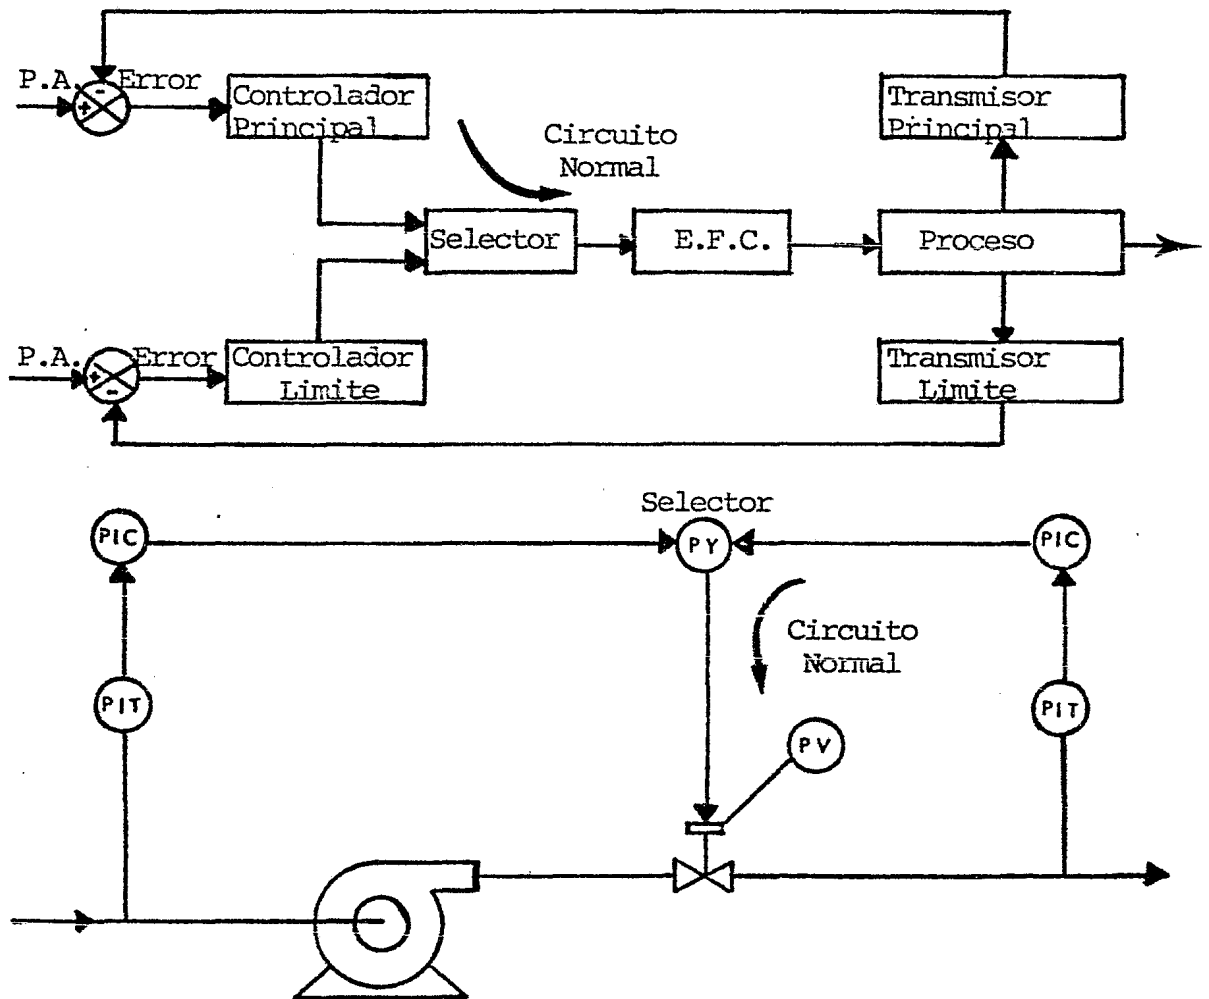 P.A.
Error
Controlador
Principal
Circuito
Normal
Transmisor
Principal
Selector
E.F.C.
Proceso
P.A.
Error
Controlador
Limite
Transmisor
Limite
+
-
+
-
Selector
PIC
PY
PIC
Circuito
Normal
PIT
PIT
PV